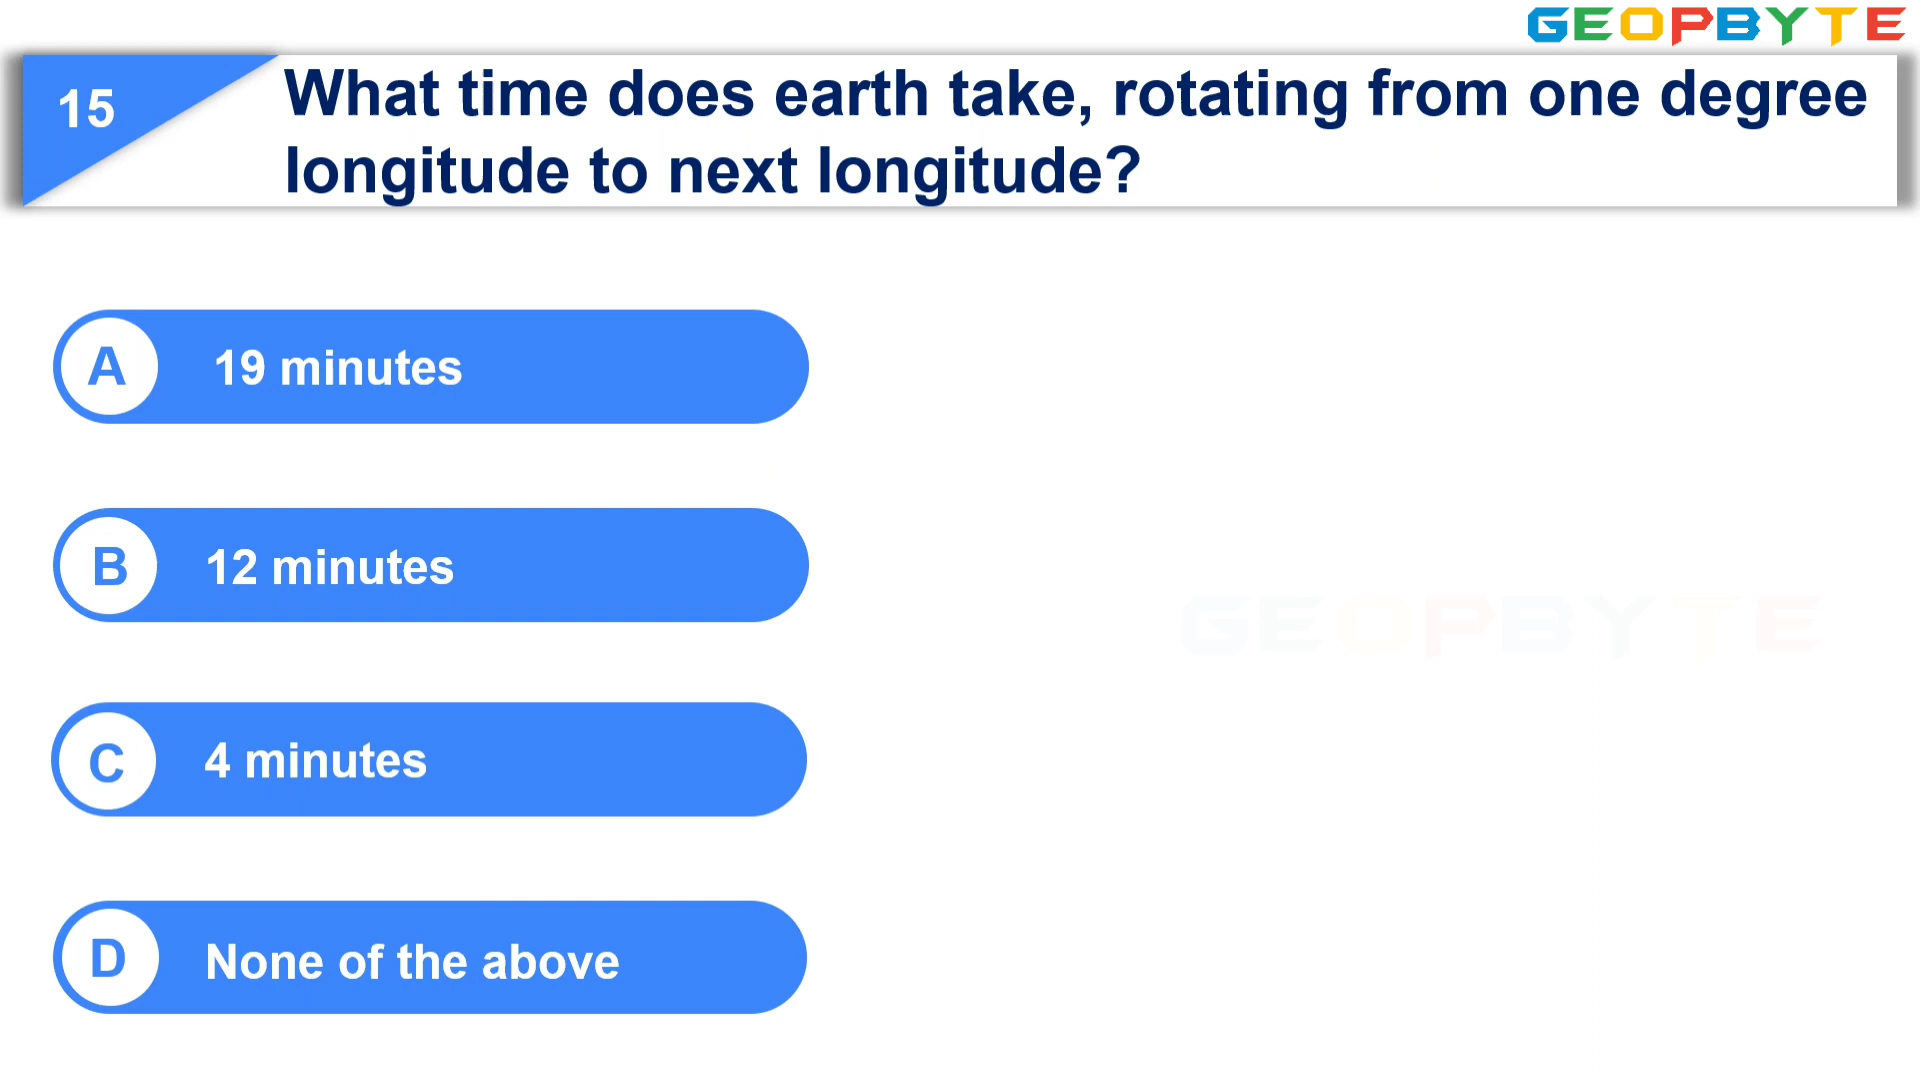 GEOPBYTE
15
What time does earth take, rotating from one degree
longitude to next longitude?
A 19 minutes
B 12 minutes
GEOPBYTE
C 4 minutes
D None of the above